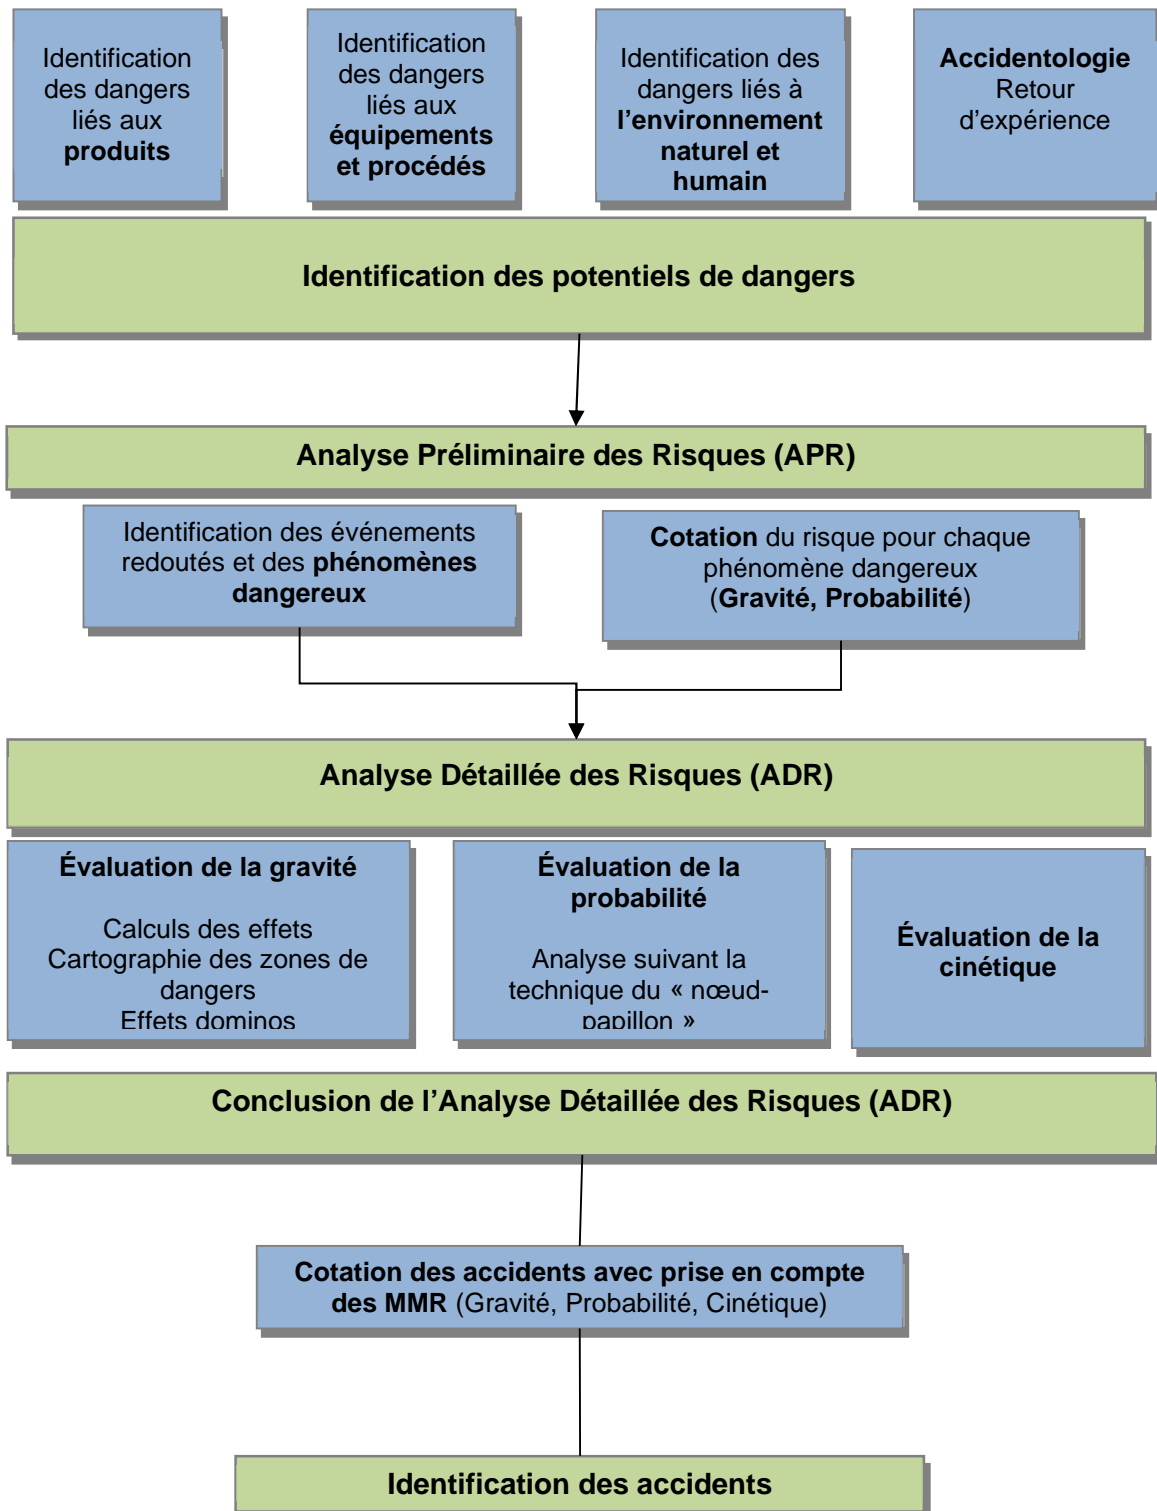 Identification
des dangers
liés aux
produits
Identification
des dangers
liés aux
équipements
et procédés
Identification des
dangers liés à
l'environnement
naturel et
humain
Accidentologie
Retour
d'expérience
Identification des potentiels de dangers
Analyse Préliminaire des Risques (APR)
Identification des événements
redoutés et des phénomènes
dangereux
Cotation du risque pour chaque
phénomène dangereux
(Gravité, Probabilité)
Analyse Détaillée des Risques (ADR)
Évaluation de la gravité
Calculs des effets
Cartographie des zones de
dangers
Effets dominos
Évaluation de la
probabilité
Analyse suivant la
technique du « nœud-
papillon »
Évaluation de la
cinétique
Conclusion de l'Analyse Détaillée des Risques (ADR)
Cotation des accidents avec prise en compte
des MMR (Gravité, Probabilité, Cinétique)
Identification des accidents